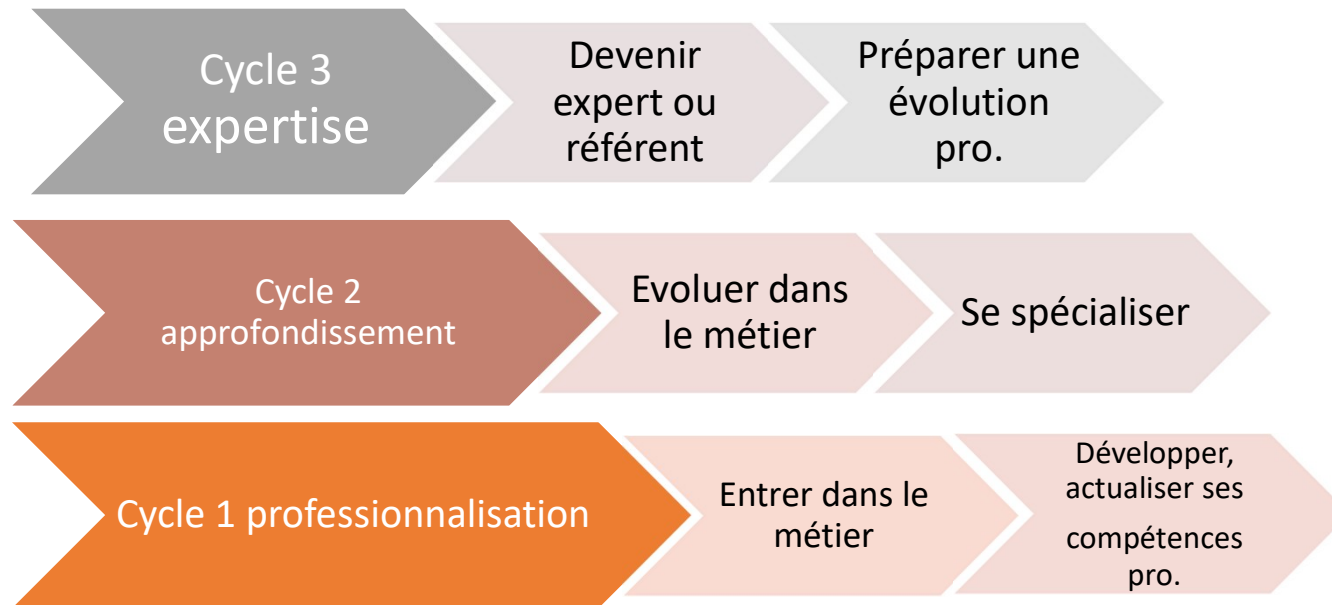 Cycle 3
expertise
Devenir
expert ou
référent
Préparer une
évolution
pro.
Cycle 2
approfondissement
Evoluer dans
le métier
Se spécialiser
Cycle 1 professionnalisation
Entrer dans le
métier
Développer,
actualiser ses
compétences
pro.